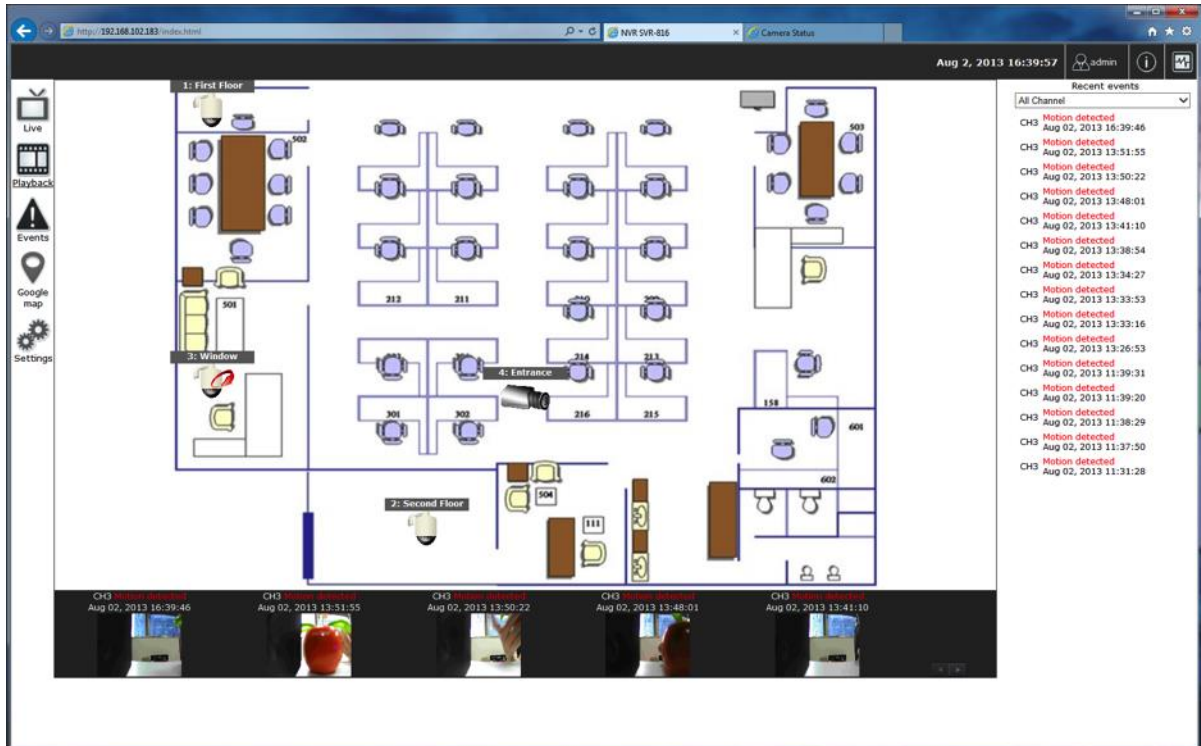 http://192.168.102.183/index.html
NVR SVR-816
Camera Status
Aug 2, 2013 16:39:57
admin
Live
Playback
Events
Google
map
Settings
1: First Floor
502
503
212
211
501
3: Window
4: Entrance
214
213
301
302
216
215
158
601
602
2: Second Floor
504
111
CH3 Motion detected
Aug 02, 2013 16:39:46
CH3 Motion detected
Aug 02, 2013 13:51:55
CH3 Motion detected
Aug 02, 2013 13:50:22
CH3 Motion detected
Aug 02, 2013 13:48:01
CH3 Motion detected
Aug 02, 2013 13:41:10
Recent events
All Channel
CH3 Motion detected
Aug 02, 2013 16:39:46
CH3 Motion detected
Aug 02, 2013 13:51:55
CH3 Motion detected
Aug 02, 2013 13:50:22
CH3 Motion detected
Aug 02, 2013 13:48:01
CH3 Motion detected
Aug 02, 2013 13:41:10
CH3 Motion detected
Aug 02, 2013 13:38:54
CH3 Motion detected
Aug 02, 2013 13:34:27
CH3 Motion detected
Aug 02, 2013 13:33:53
CH3 Motion detected
Aug 02, 2013 13:33:16
CH3 Motion detected
Aug 02, 2013 13:26:53
CH3 Motion detected
Aug 02, 2013 11:39:31
CH3 Motion detected
Aug 02, 2013 11:39:20
CH3 Motion detected
Aug 02, 2013 11:38:29
CH3 Motion detected
Aug 02, 2013 11:37:50
CH3 Motion detected
Aug 02, 2013 11:31:28